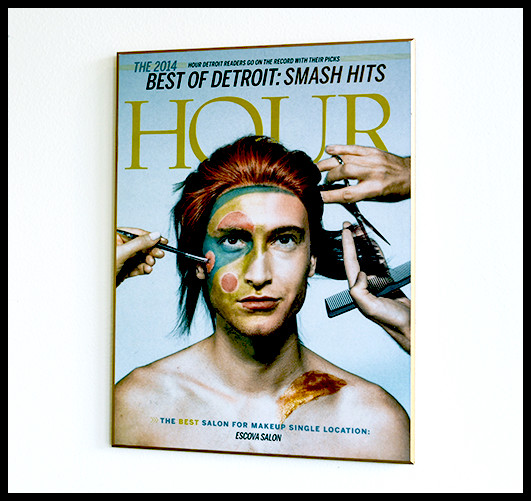 THE 2014 HOUR DETROIT READERS GO ON THE RECORD WITH THEIR PICKS
BEST OF DETROIT: SMASH HITS
HOUR
THE BEST SALON FOR MAKEUP SINGLE LOCATION:
ESCOVA SALON